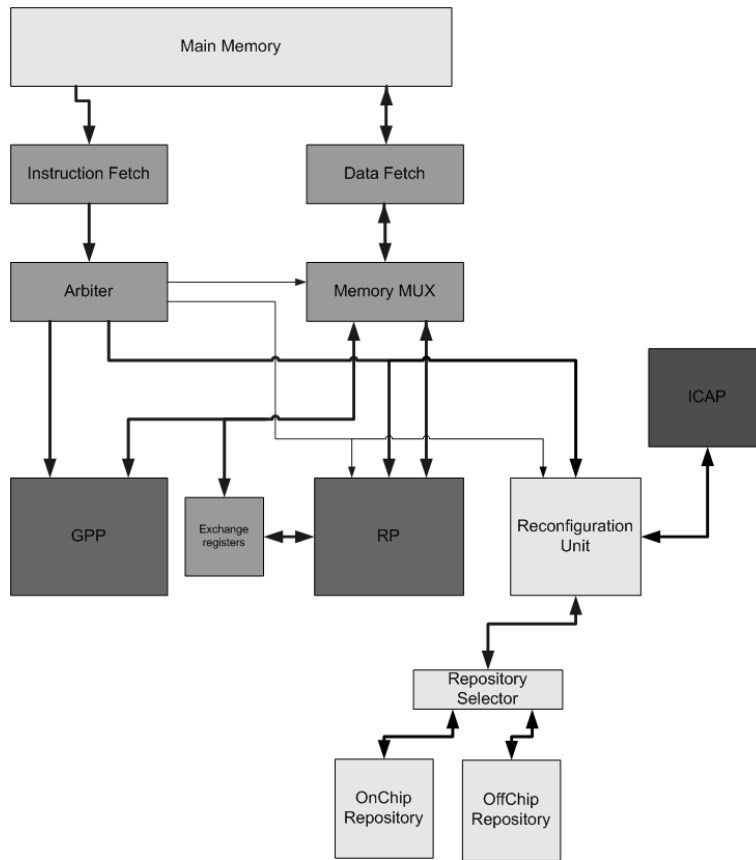 Main Memory
Instruction Fetch
Data Fetch
Arbiter
Memory MUX
ICAP
GPP
Exchange
registers
RP
Reconfiguration
Unit
Repository
Selector
OnChip
Repository
OffChip
Repository